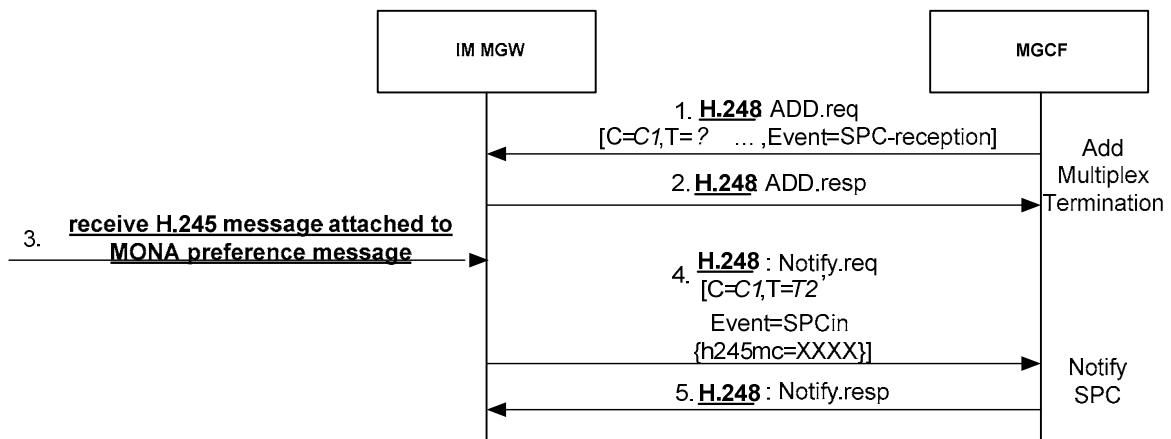 IM MGW
MGCF
1. H.248 ADD.req
[C=C1,T=? ... ,Event=SPC-reception]
Add
Multiplex
Termination
2. H.248: ADD.resp
3. receive H.245 message attached to
MONA preference message
4. H.248 : Notify.req
[C=C1,T=T2,
Event=SPCin
{h245mc=XXXX}]
Notify
SPC
5. H.248 : Notify.resp